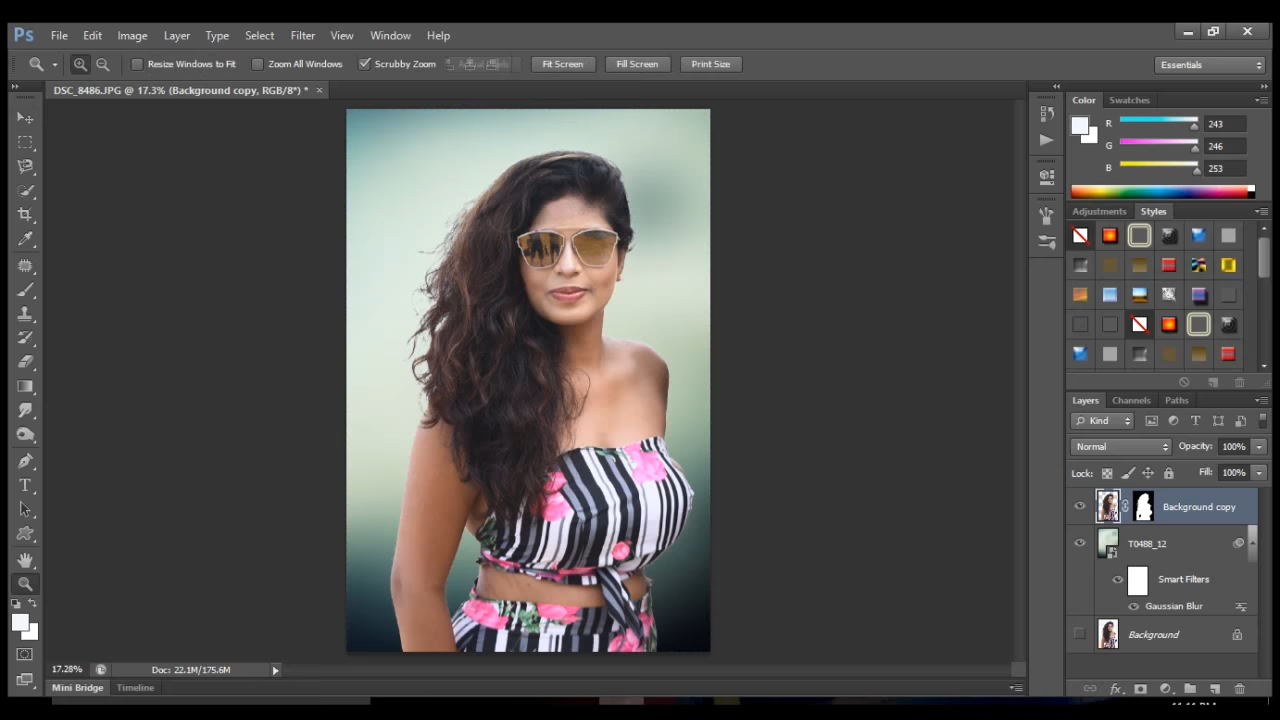 Ps File Edit Image Layer Type Select Filter View Window Help
Resize Windows to Fit Zoom All Windows Scrubby Zoom Fit Screen Fill Screen Print Size Essentials
DSC_8486.JPG @ 17.3% (Background copy, RGB/8*) * ×
Color Swatches
R 243
G 246
B 253
Adjustments Styles
Layers Channels Paths
Kind T
Normal Opacity: 100%
Lock: Fill: 100%
Background copy
T0488_12
Smart Filters
Gaussian Blur
Background
17.28% Doc: 22.1M/175.6M
Mini Bridge Timeline
fx